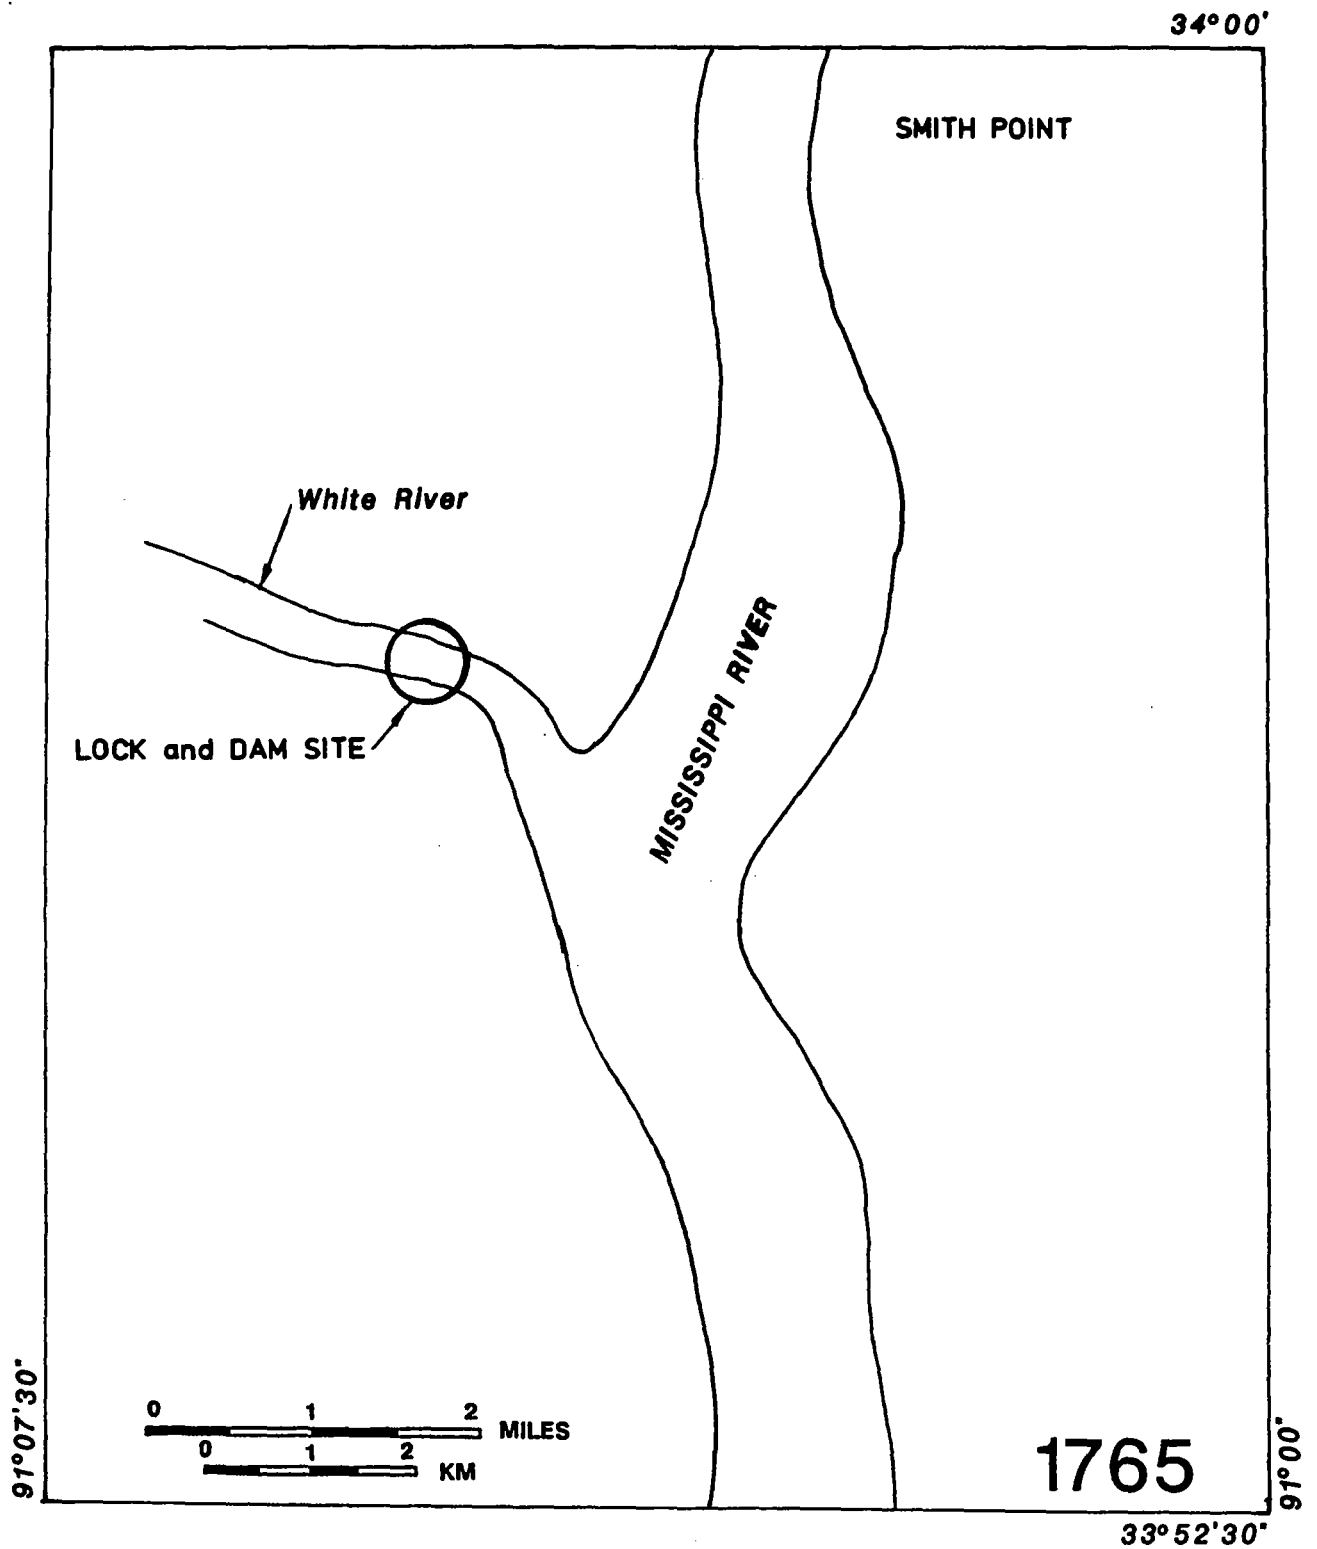 34°00'
SMITH POINT
White River
MISSISSIPPI RIVER
LOCK and DAM SITE
0 1 2 MILES
0 1 2 KM
1765
91°07'30"
91°00"
33°52'30"